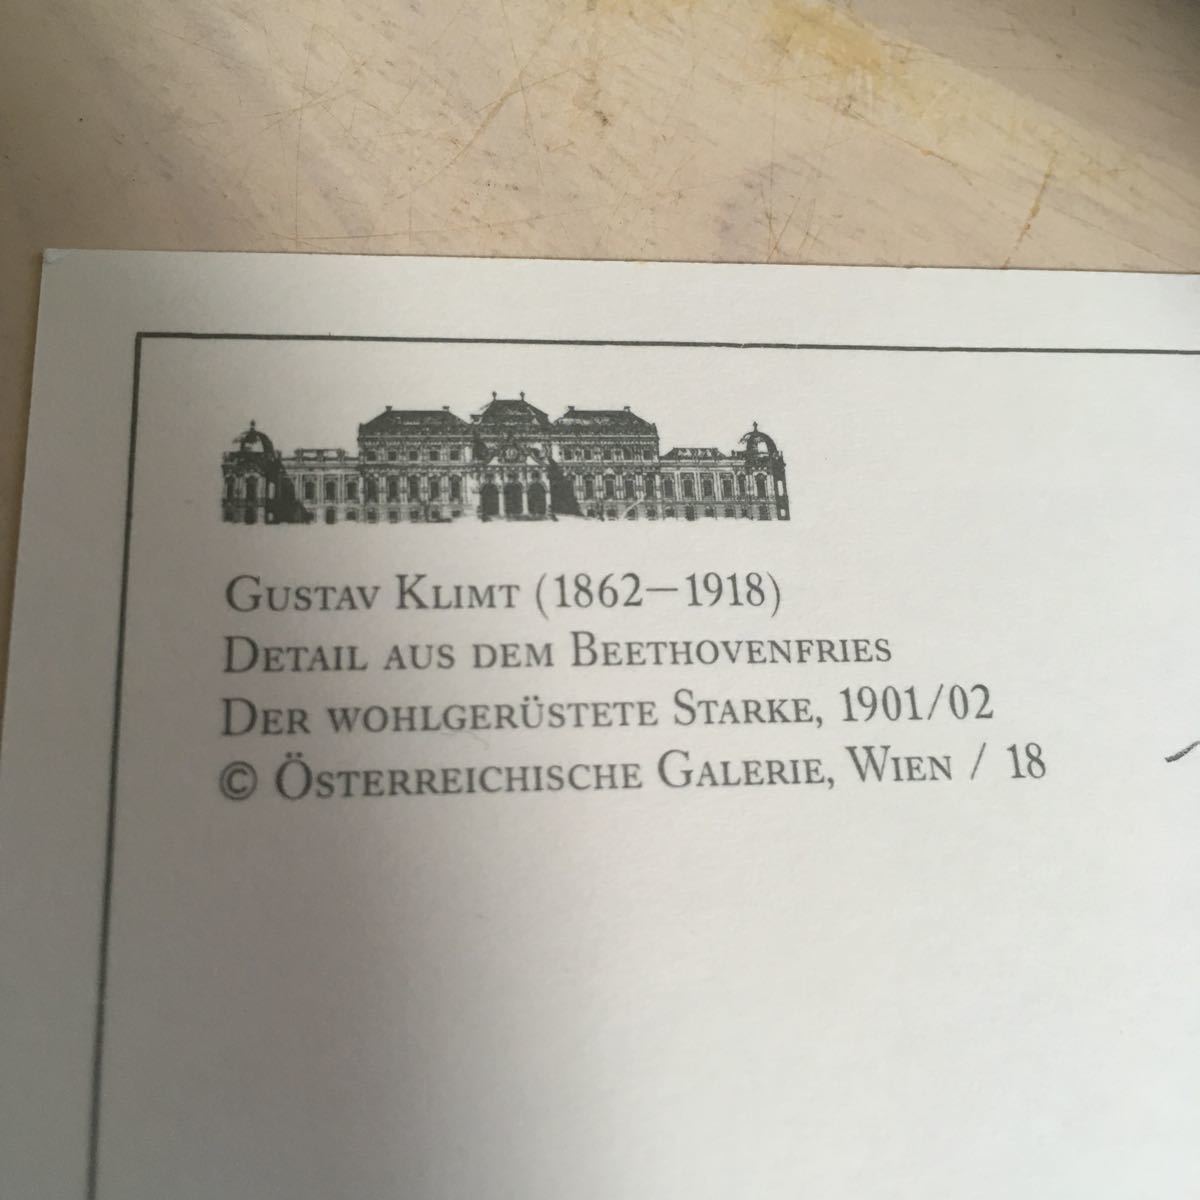 Gustav Klimt (1862–1918)
Detail aus dem Beethovenfries
Der wohlgerüstete Starke, 1901/02
© Österreichische Galerie, Wien / 18